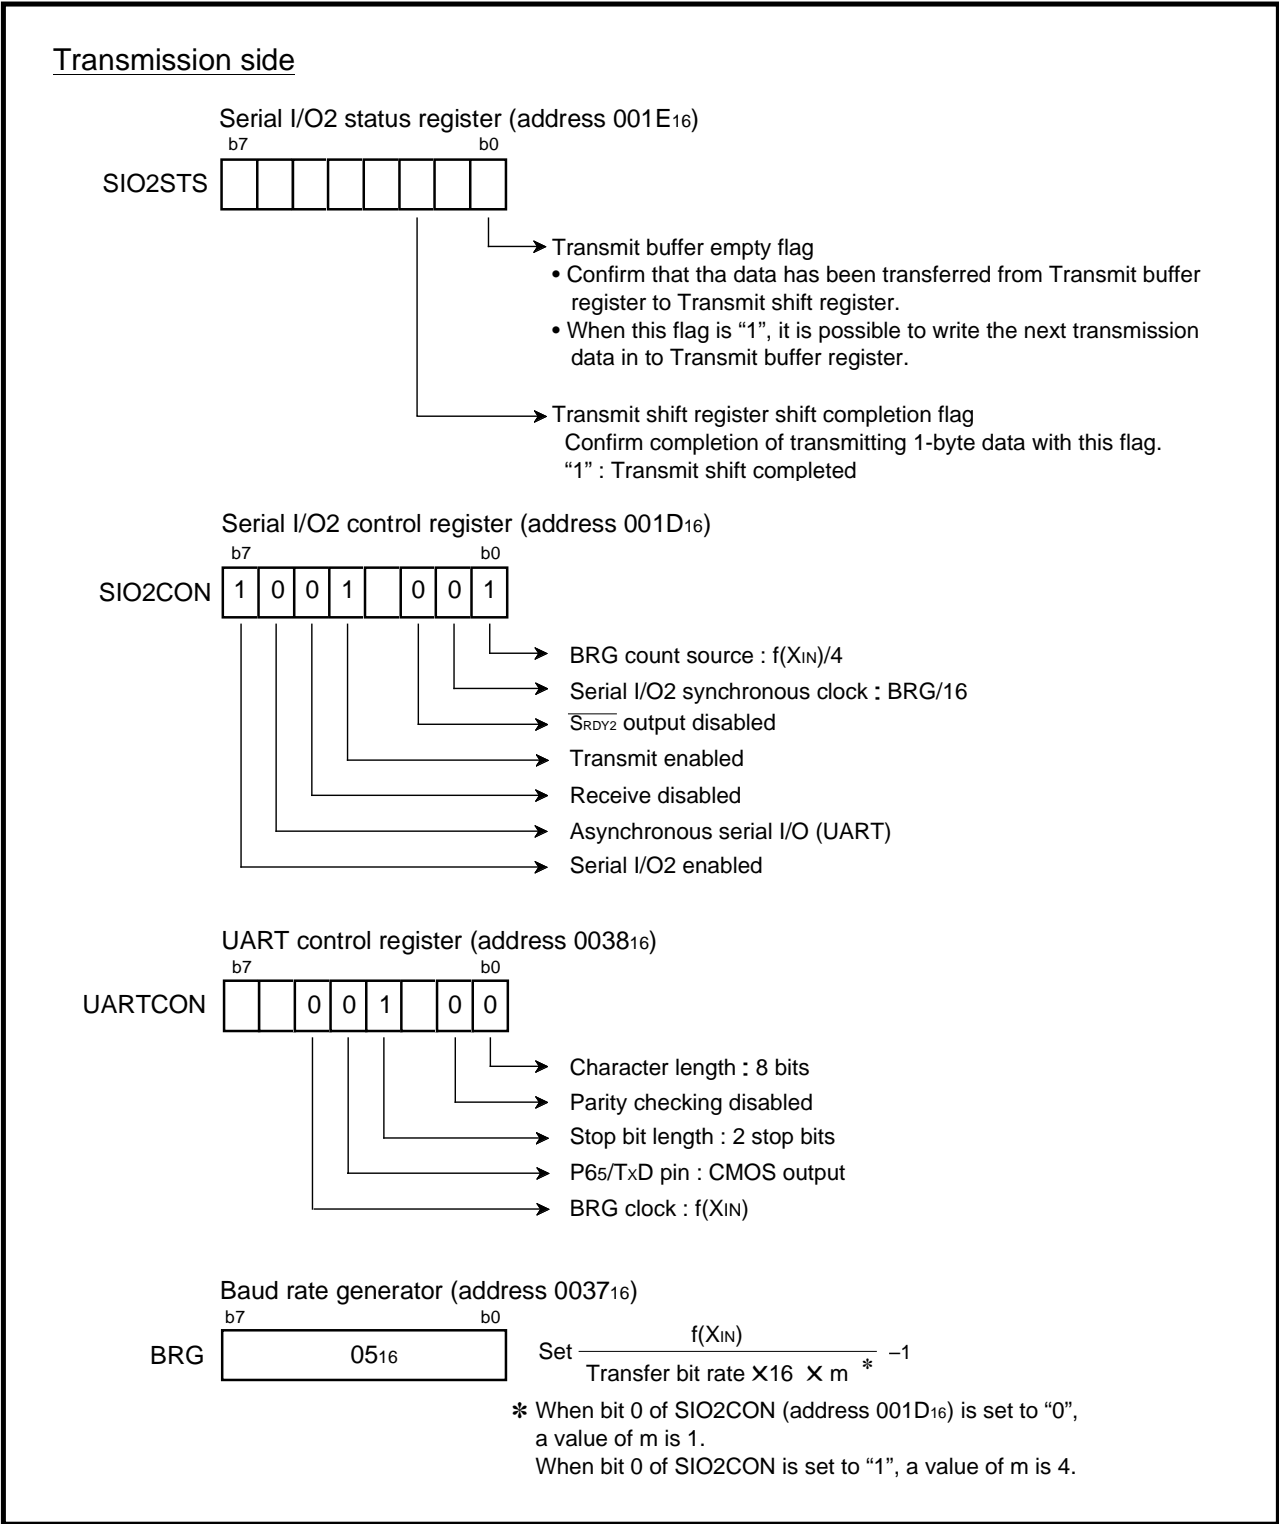 Transmission side
Serial I/O2 status register (address 001E16)
b7 b0
SIO2STS
Transmit buffer empty flag
• Confirm that tha data has been transferred from Transmit buffer
register to Transmit shift register.
• When this flag is “1”, it is possible to write the next transmission
data in to Transmit buffer register.
Transmit shift register shift completion flag
Confirm completion of transmitting 1-byte data with this flag.
“1” : Transmit shift completed
Serial I/O2 control register (address 001D16)
b7 b0
SIO2CON 1 0 0 1 0 0 1
BRG count source : f(XIN)/4
Serial I/O2 synchronous clock : BRG/16
SRDY2 output disabled
Transmit enabled
Receive disabled
Asynchronous serial I/O (UART)
Serial I/O2 enabled
UART control register (address 003816)
b7 b0
UARTCON 0 0 1 0 0
Character length : 8 bits
Parity checking disabled
Stop bit length : 2 stop bits
P65/TXD pin : CMOS output
BRG clock : f(XIN)
Baud rate generator (address 003716)
b7 b0
BRG 0516
Set f(XIN)
Transfer bit rate ✕16 ✕ m * –1
* When bit 0 of SIO2CON (address 001D16) is set to “0”,
a value of m is 1.
When bit 0 of SIO2CON is set to “1”, a value of m is 4.